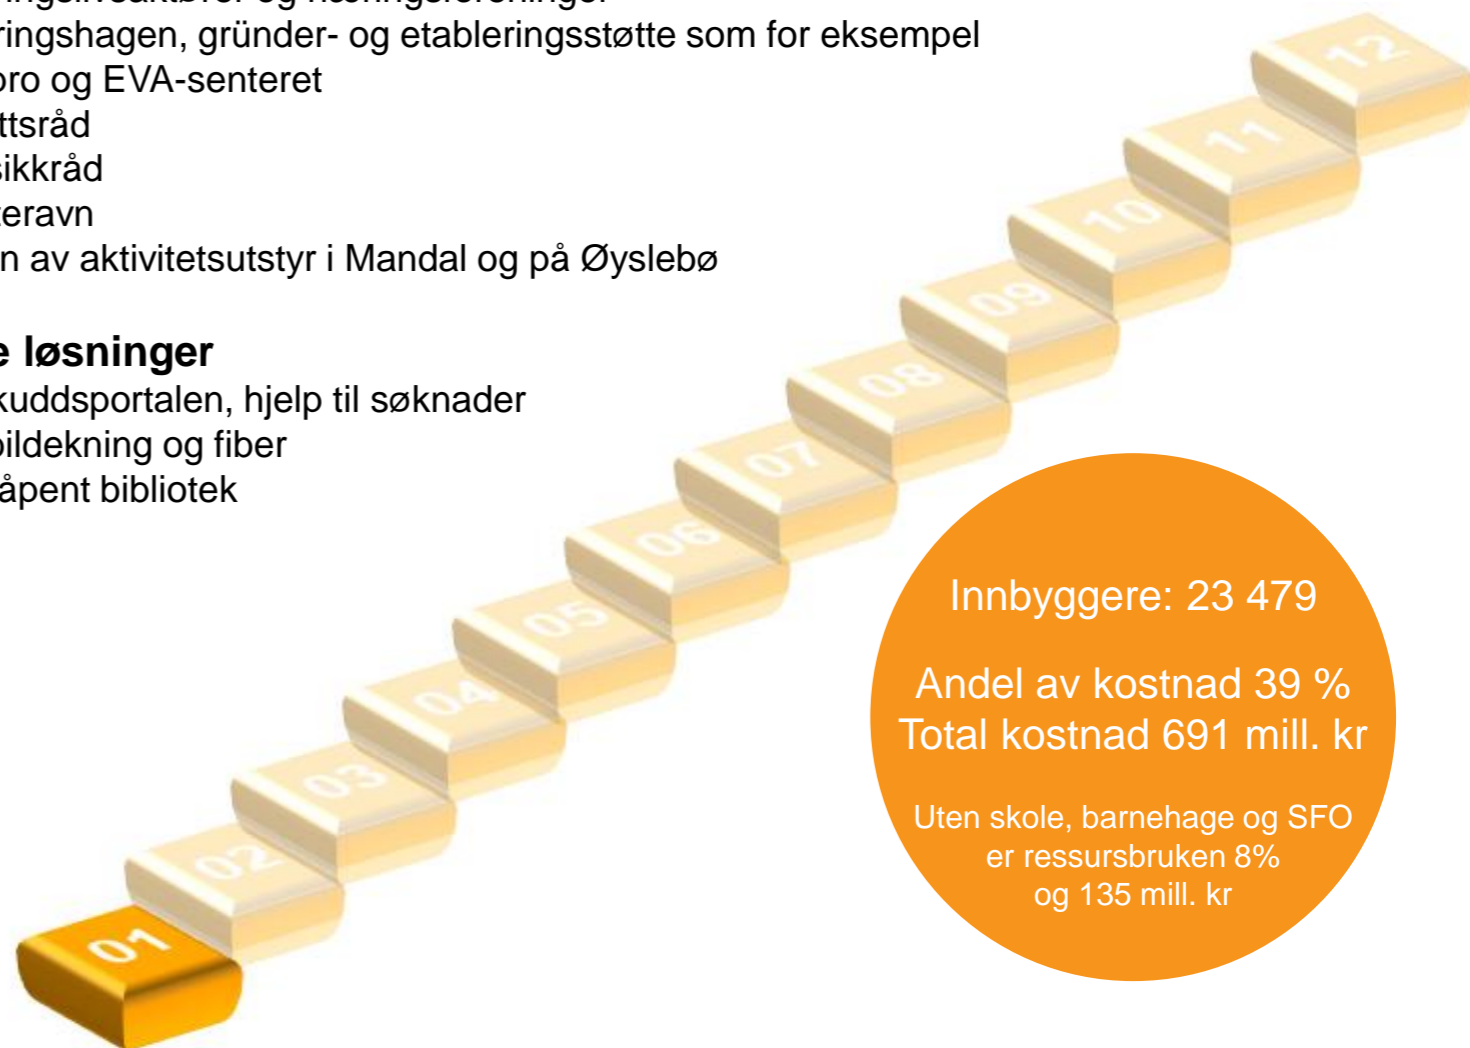 ringshagen, gründer- og etableringsstøtte som for eksempel
oro og EVA-senteret
ttsråd
sikkråd
teravn
n av aktivitetsutstyr i Mandal og på Øyslebø
e løsninger
kuddsportalen, hjelp til søknader
bildekning og fiber
åpent bibliotek
12
11
10
09
08
07
06
05
04
03
02
01
Innbyggere: 23 479
Andel av kostnad 39 %
Total kostnad 691 mill. kr
Uten skole, barnehage og SFO
er ressursbruken 8%
og 135 mill. kr